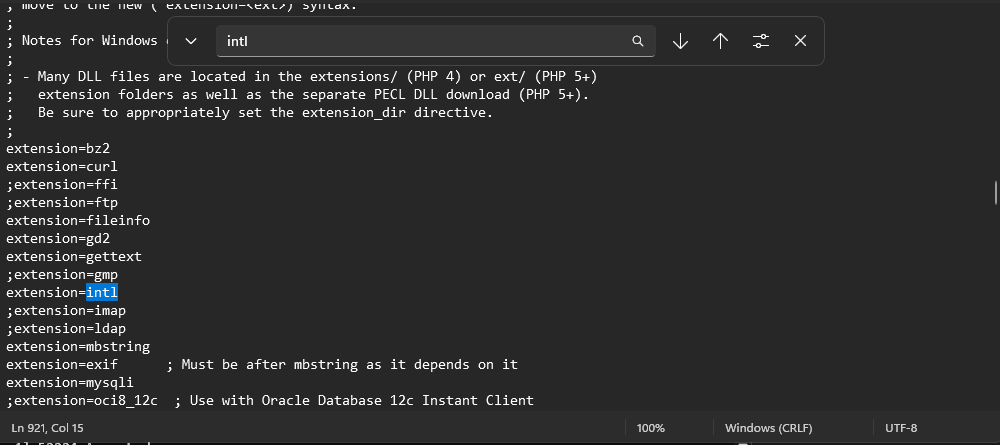 ; move to the new ('extension=<ext>) syntax.
;
; Notes for Windows
intl
;
; - Many DLL files are located in the extensions/ (PHP 4) or ext/ (PHP 5+)
;   extension folders as well as the separate PECL DLL download (PHP 5+).
;   Be sure to appropriately set the extension_dir directive.
;
extension=bz2
extension=curl
;extension=ffi
;extension=ftp
extension=fileinfo
extension=gd2
extension=gettext
;extension=gmp
extension=intl
;extension=imap
;extension=ldap
extension=mbstring
extension=exif      ; Must be after mbstring as it depends on it
extension=mysqli
;extension=oci8_12c  ; Use with Oracle Database 12c Instant Client
Ln 921, Col 15 100% Windows (CRLF) UTF-8